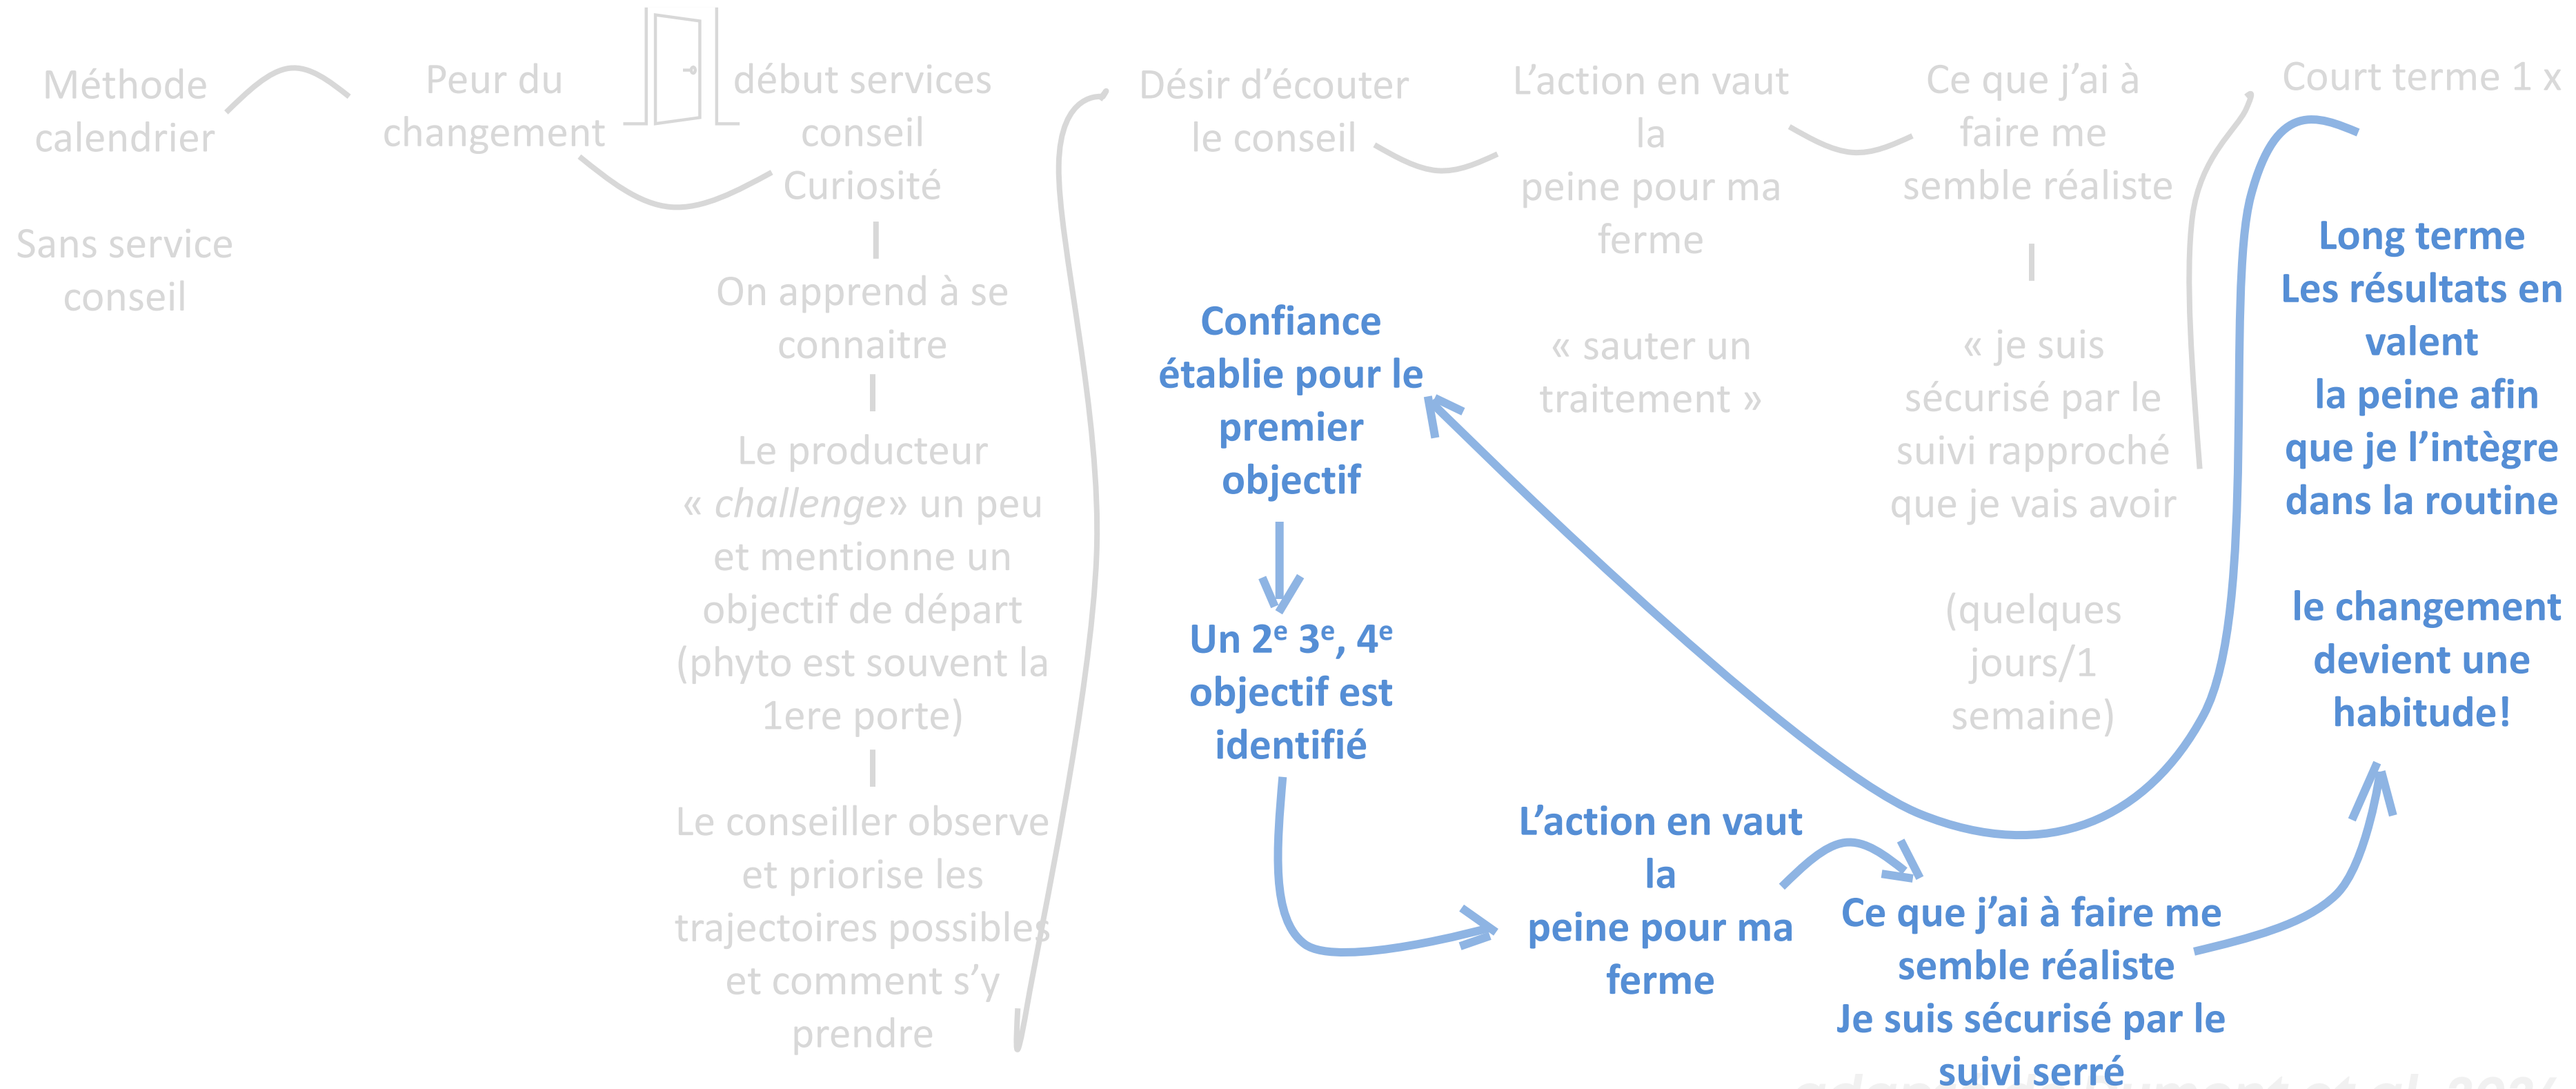 Méthode
calendrier
Sans service
conseil
Peur du
changement
début services
conseil
Curiosité
On apprend à se
connaitre
Le producteur
« challenge» un peu
et mentionne un
objectif de départ
(phyto est souvent la
1ere porte)
Le conseiller observe
et priorise les
trajectoires possibles
et comment s’y
prendre
Désir d’écouter
le conseil
Confiance
établie pour le
premier
objectif
Un 2e 3e, 4e
objectif est
identifié
L’action en vaut
la
peine pour ma
ferme
« sauter un
traitement »
L’action en vaut
la
peine pour ma
ferme
Ce que j’ai à
faire me
semble réaliste
« je suis
sécurisé par le
suivi rapproché
que je vais avoir
(quelques
jours/1
semaine)
Ce que j’ai à faire me
semble réaliste
Je suis sécurisé par le
suivi serré
Court terme 1 x
Long terme
Les résultats en
valent
la peine afin
que je l’intègre
dans la routine
le changement
devient une
habitude!